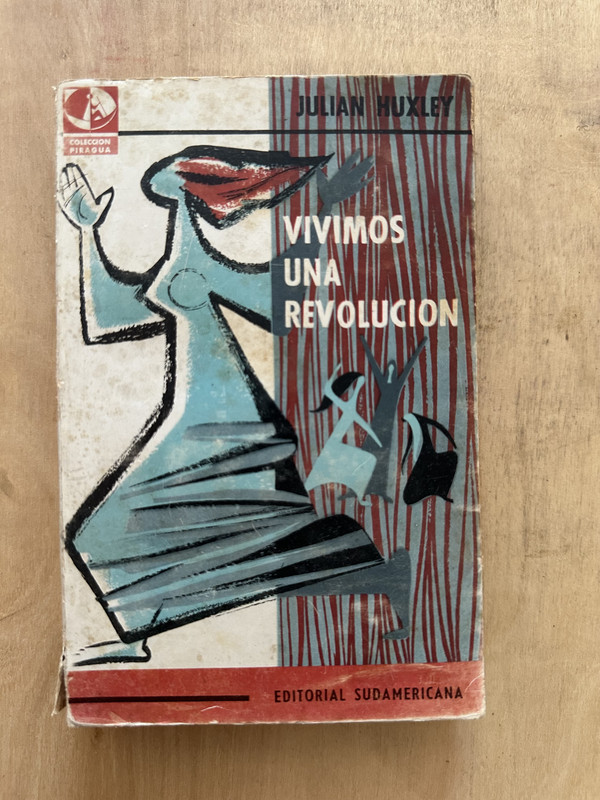 COLECCION
PIRAGUA
JULIAN HUXLEY
VIVIMOS
UNA
REVOLUCION
EDITORIAL SUDAMERICANA